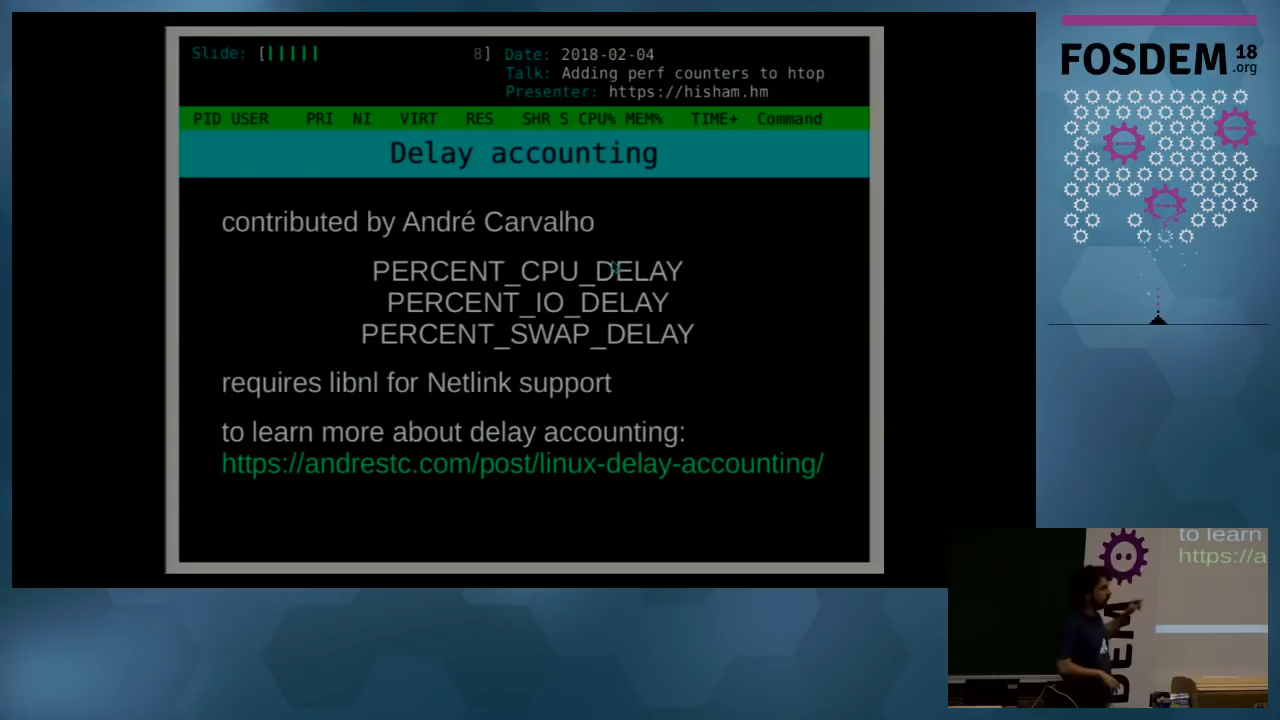 Slide: [||||| 8]
Date: 2018-02-04
Talk: Adding perf counters to htop
Presenter: https://hisham.hm
PID USER PRI NI VIRT RES SHR S CPU% MEM% TIME+ Command
Delay accounting
contributed by André Carvalho
PERCENT_CPU_DELAY
PERCENT_IO_DELAY
PERCENT_SWAP_DELAY
requires libnl for Netlink support
to learn more about delay accounting:
https://andrestc.com/post/linux-delay-accounting/
FOSDEM 18
.org
to learn
https://a
DEM